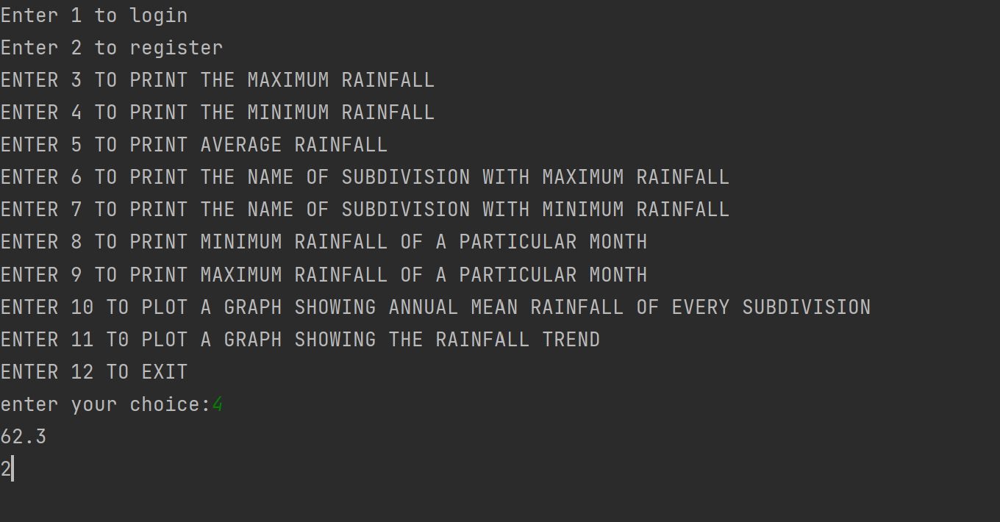 Enter 1 to login
Enter 2 to register
ENTER 3 TO PRINT THE MAXIMUM RAINFALL
ENTER 4 TO PRINT THE MINIMUM RAINFALL
ENTER 5 TO PRINT AVERAGE RAINFALL
ENTER 6 TO PRINT THE NAME OF SUBDIVISION WITH MAXIMUM RAINFALL
ENTER 7 TO PRINT THE NAME OF SUBDIVISION WITH MINIMUM RAINFALL
ENTER 8 TO PRINT MINIMUM RAINFALL OF A PARTICULAR MONTH
ENTER 9 TO PRINT MAXIMUM RAINFALL OF A PARTICULAR MONTH
ENTER 10 TO PLOT A GRAPH SHOWING ANNUAL MEAN RAINFALL OF EVERY SUBDIVISION
ENTER 11 T0 PLOT A GRAPH SHOWING THE RAINFALL TREND
ENTER 12 TO EXIT
enter your choice:4
62.3
2